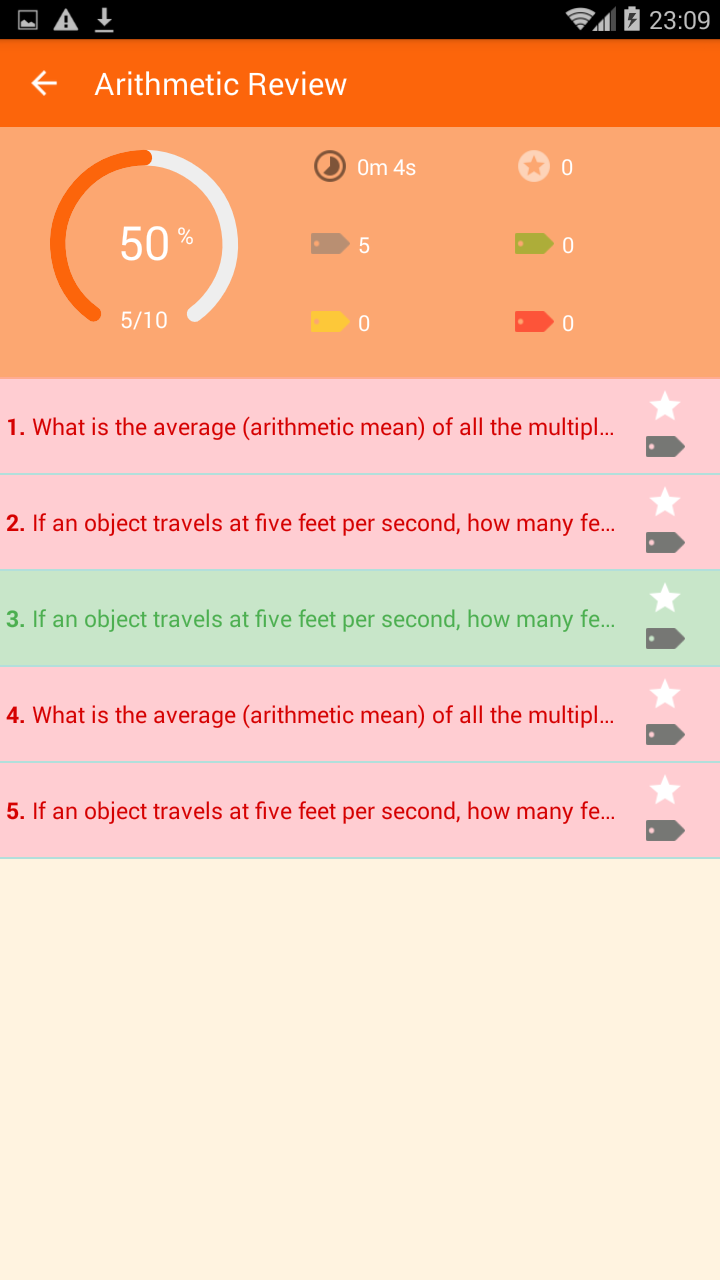 23:09
Arithmetic Review
50 %
5/10
0m 4s
0
5
0
0
0
1. What is the average (arithmetic mean) of all the multipl...
2. If an object travels at five feet per second, how many fe...
3. If an object travels at five feet per second, how many fe...
4. What is the average (arithmetic mean) of all the multipl...
5. If an object travels at five feet per second, how many fe...